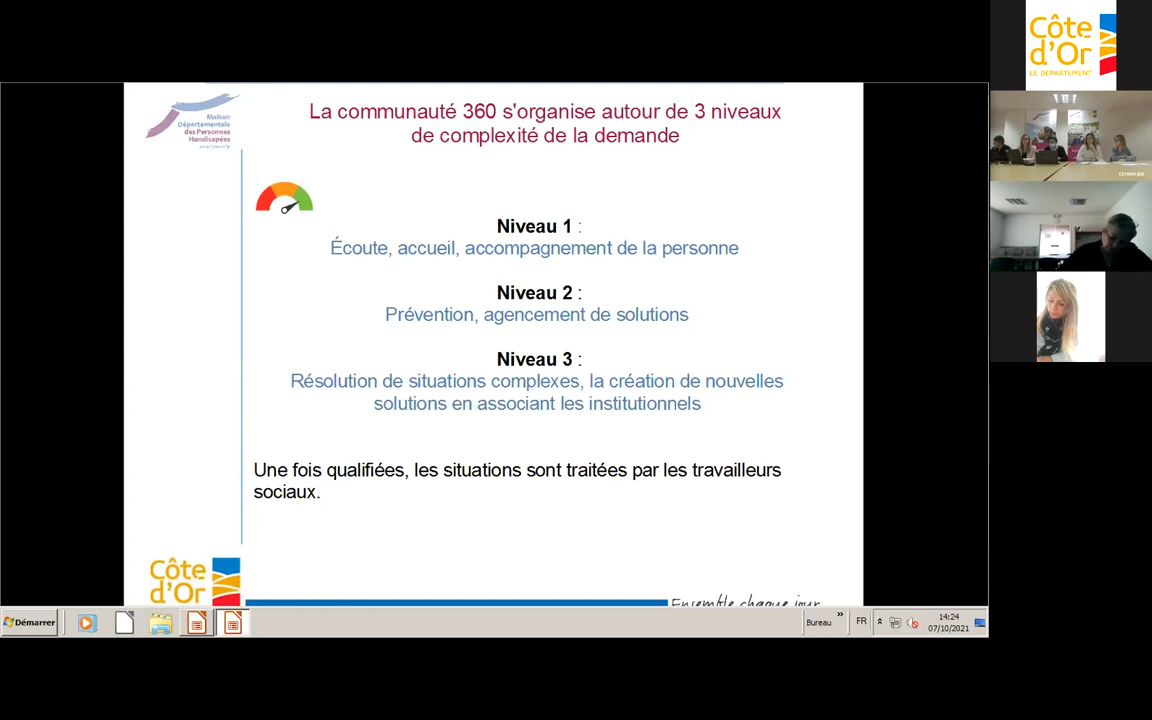 Côte
d'Or
LE DÉPARTEMENT
Maison
Départementale
des Personnes
Handicapées
La communauté 360 s'organise autour de 3 niveaux
de complexité de la demande
Niveau 1 :
Écoute, accueil, accompagnement de la personne
Niveau 2 :
Prévention, agencement de solutions
Niveau 3 :
Résolution de situations complexes, la création de nouvelles
solutions en associant les institutionnels
Une fois qualifiées, les situations sont traitées par les travailleurs
sociaux.
Côte
d'Or
Ensemble chaque jour
Démarrer
Bureau
»
FR
14:24
07/10/2021